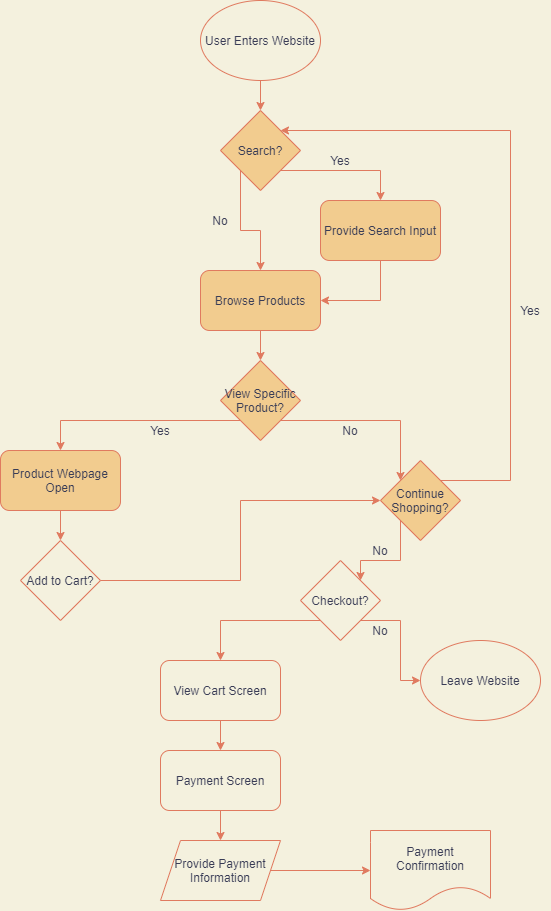 User Enters Website
Search?
Yes
No
Provide Search Input
Browse Products
Yes
View Specific
Product?
Yes
No
Product Webpage
Open
Continue
Shopping?
No
Add to Cart?
Checkout?
No
View Cart Screen
Leave Website
Payment Screen
Provide Payment
Information
Payment
Confirmation